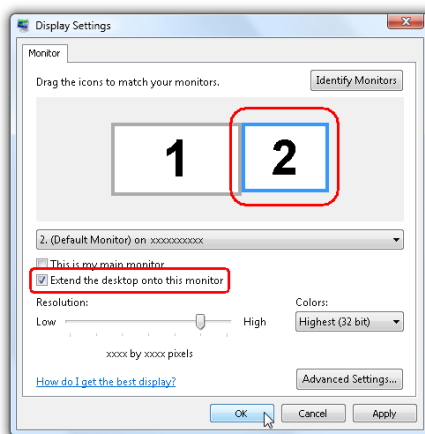 Display Settings
Monitor
Drag the icons to match your monitors.
Identify Monitors
1
2
2. (Default Monitor) on xxxxxxxxxx
This is my main monitor
Extend the desktop onto this monitor
Resolution:
Colors:
Low
High
Highest (32 bit)
xxxx by xxxx pixels
How do I get the best display?
Advanced Settings...
OK
Cancel
Apply